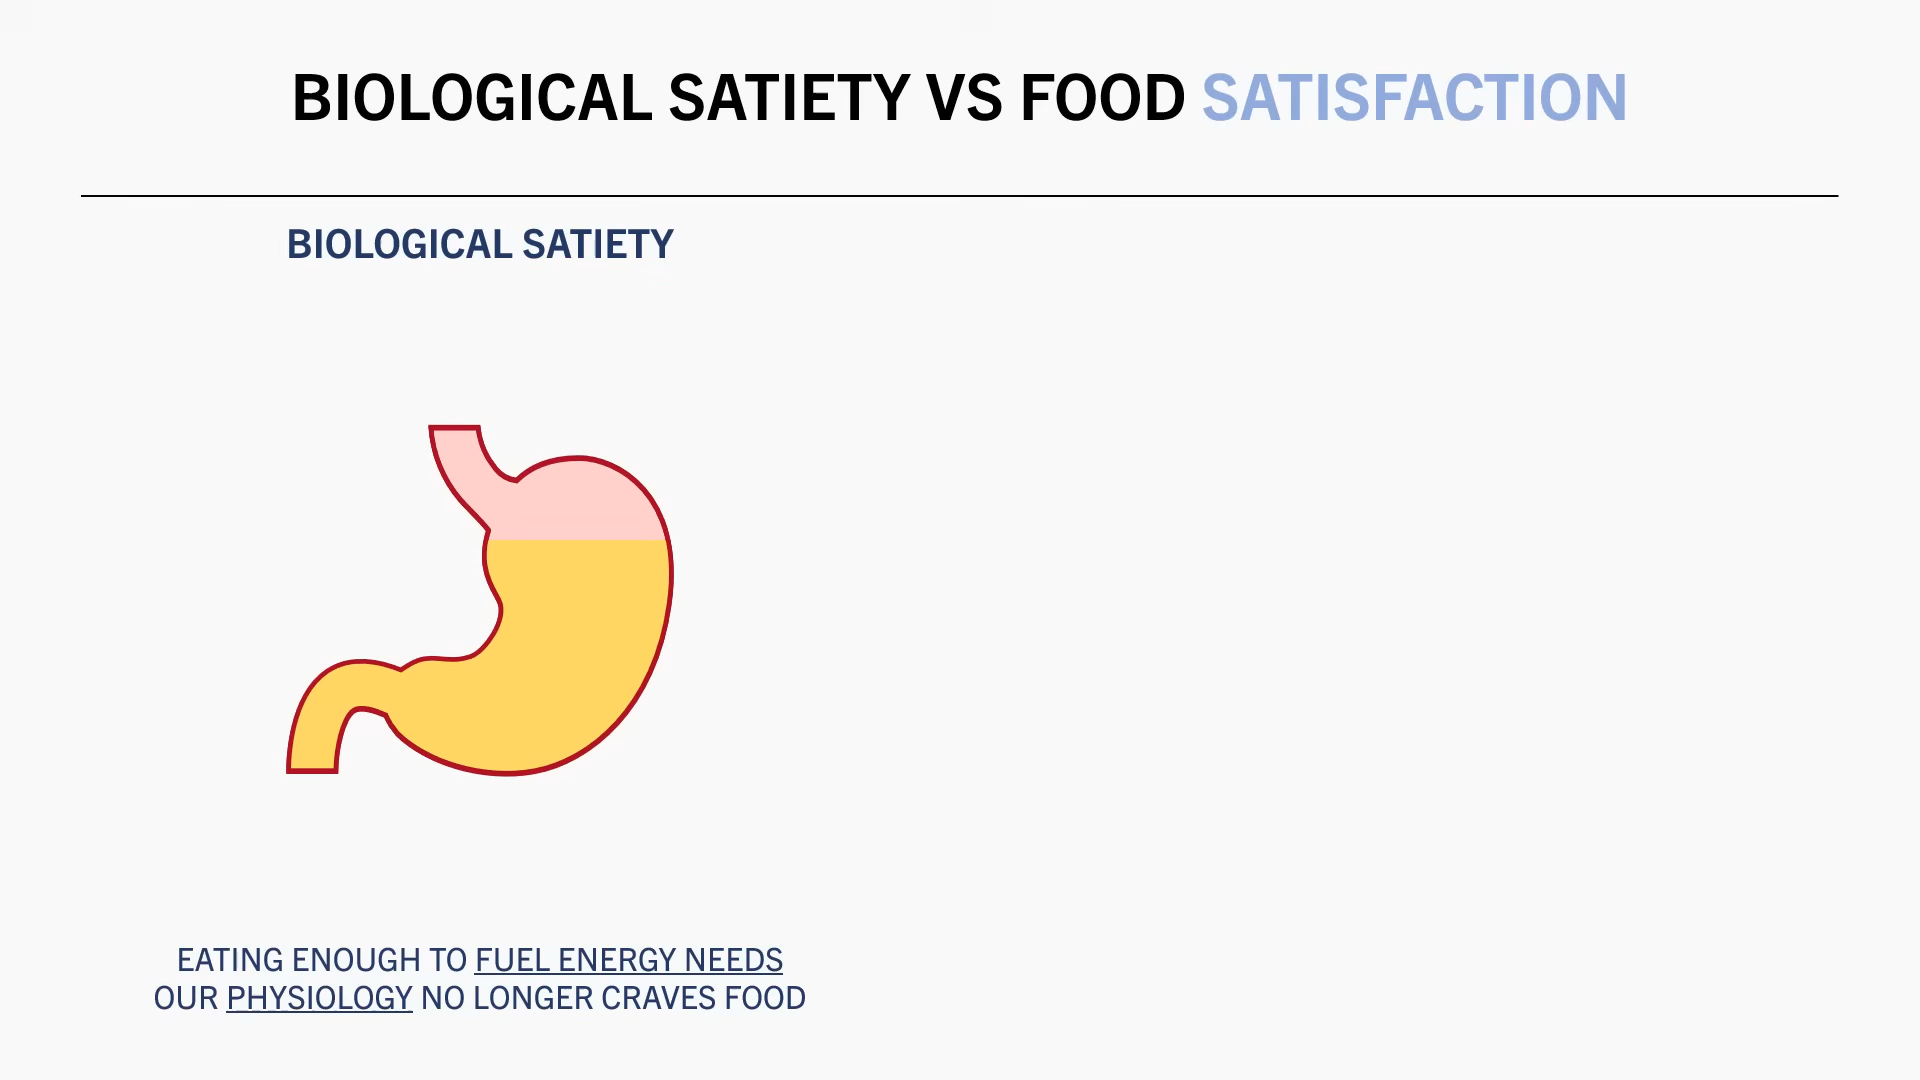 BIOLOGICAL SATIETY VS FOOD SATISFACTION
BIOLOGICAL SATIETY
EATING ENOUGH TO FUEL ENERGY NEEDS
OUR PHYSIOLOGY NO LONGER CRAVES FOOD